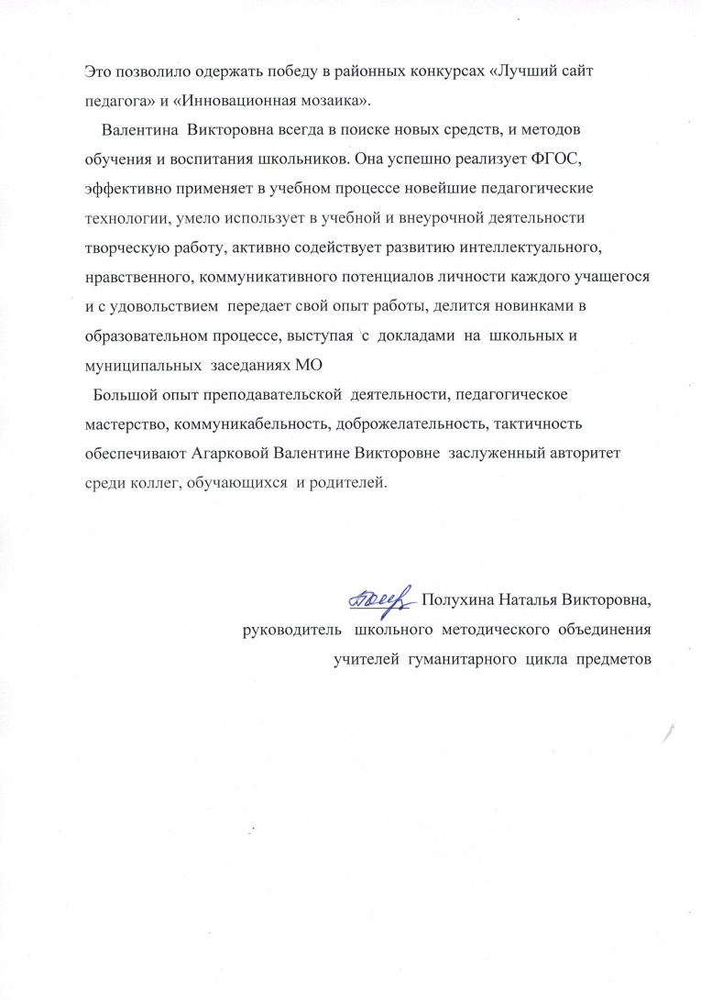 Это позволило одержать победу в районных конкурсах «Лучший сайт
педагога» и «Инновационная мозаика».
Валентина Викторовна всегда в поиске новых средств, и методов
обучения и воспитания школьников. Она успешно реализует ФГОС,
эффективно применяет в учебном процессе новейшие педагогические
технологии, умело использует в учебной и внеурочной деятельности
творческую работу, активно содействует развитию интеллектуального,
нравственного, коммуникативного потенциалов личности каждого учащегося
и с удовольствием передает свой опыт работы, делится новинками в
образовательном процессе, выступая с докладами на школьных и
муниципальных заседаниях МО
Большой опыт преподавательской деятельности, педагогическое
мастерство, коммуникабельность, доброжелательность, тактичность
обеспечивают Агарковой Валентине Викторовне заслуженный авторитет
среди коллег, обучающихся и родителей.
Полухина Наталья Викторовна,
руководитель школьного методического объединения
учителей гуманитарного цикла предметов